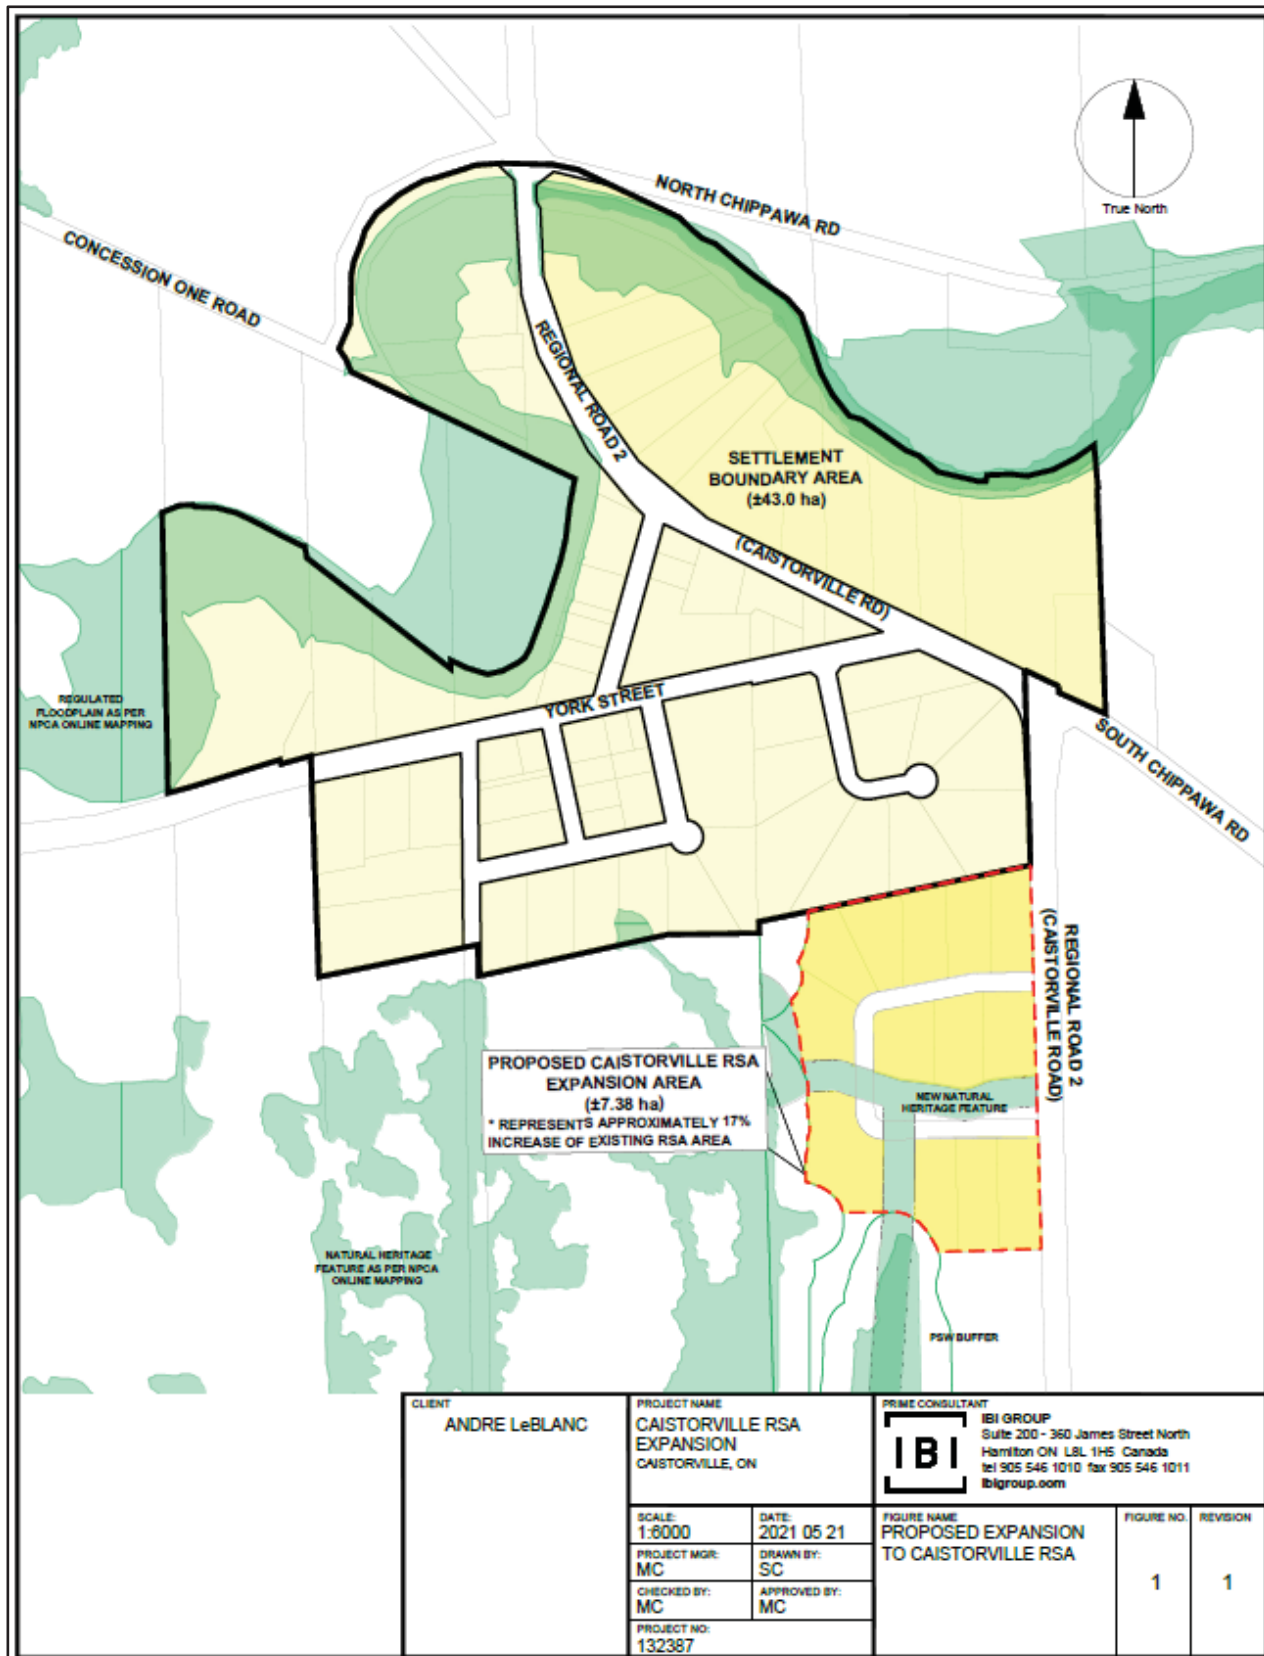 True North
NORTH CHIPPAWA RD
CONCESSION ONE ROAD
REGIONAL ROAD 2
SETTLEMENT
BOUNDARY AREA
(±43.0 ha)
(CAISTORVILLE RD)
REGULATED
FLOODPLAIN AS PER
NPCA ONLINE MAPPING
YORK STREET
SOUTH CHIPPAWA RD
REGIONAL ROAD 2
(CAISTORVILLE ROAD)
PROPOSED CAISTORVILLE RSA
EXPANSION AREA
(±7.38 ha)
* REPRESENTS APPROXIMATELY 17%
INCREASE OF EXISTING RSA AREA
NEW NATURAL
HERITAGE FEATURE
NATURAL HERITAGE
FEATURE AS PER NPCA
ONLINE MAPPING
PSW BUFFER
CLIENT
ANDRE LeBLANC
PROJECT NAME
CAISTORVILLE RSA
EXPANSION
CAISTORVILLE, ON
PRIME CONSULTANT
IBI
IBI GROUP
Suite 200 - 360 James Street North
Hamilton ON L8L 1H5 Canada
tel 905 546 1010 fax 905 546 1011
ibigroup.com
SCALE:
1:6000
DATE:
2021 05 21
PROJECT MGR:
MC
DRAWN BY:
SC
CHECKED BY:
MC
APPROVED BY:
MC
PROJECT NO:
132387
FIGURE NAME
PROPOSED EXPANSION
TO CAISTORVILLE RSA
FIGURE NO.
1
REVISION
1